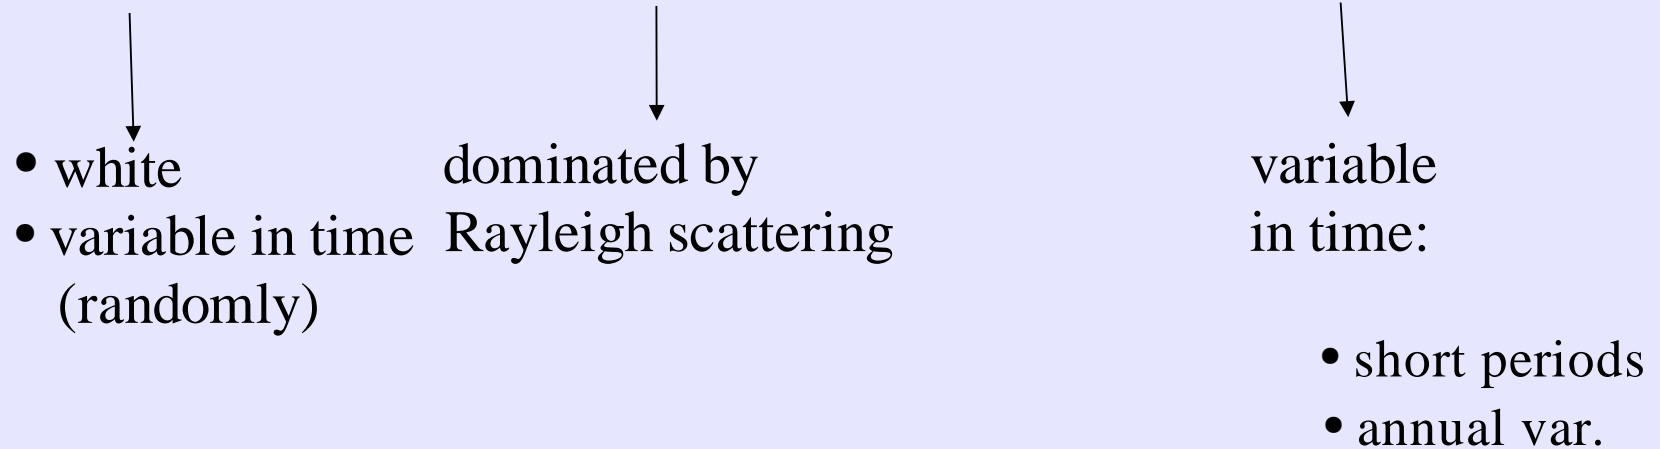 • white
• variable in time
(randomly)
dominated by
Rayleigh scattering
variable
in time:
• short periods
• annual var.